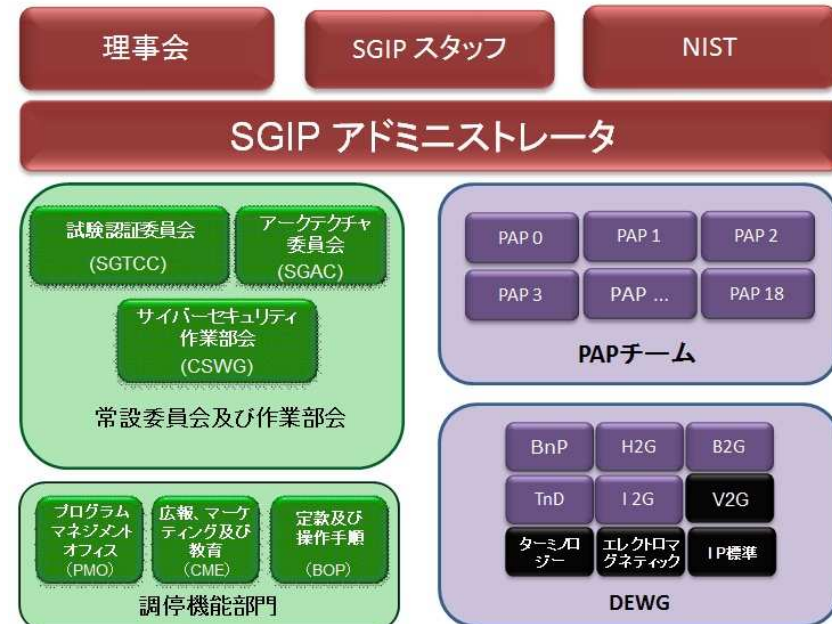 理事会
SGIP スタッフ
NIST
SGIP アドミニストレータ
試験認証委員会
(SGTCC)
アークテクチャ
委員会
(SGAC)
サイバーセキュリティ
作業部会
(CSWG)
常設委員会及び作業部会
PAP 0
PAP 1
PAP 2
PAP 3
PAP ...
PAP 18
PAPチーム
プログラム
マネジメント
オフィス
(PMO)
広報、マーケ
ティング及び
教育
(CME)
定款及び
操作手順
(BOP)
調停機能部門
BnP
H2G
B2G
TnD
I 2G
V2G
ターミノロ
ジー
エレクトロマ
グネティック
IP標準
DEWG